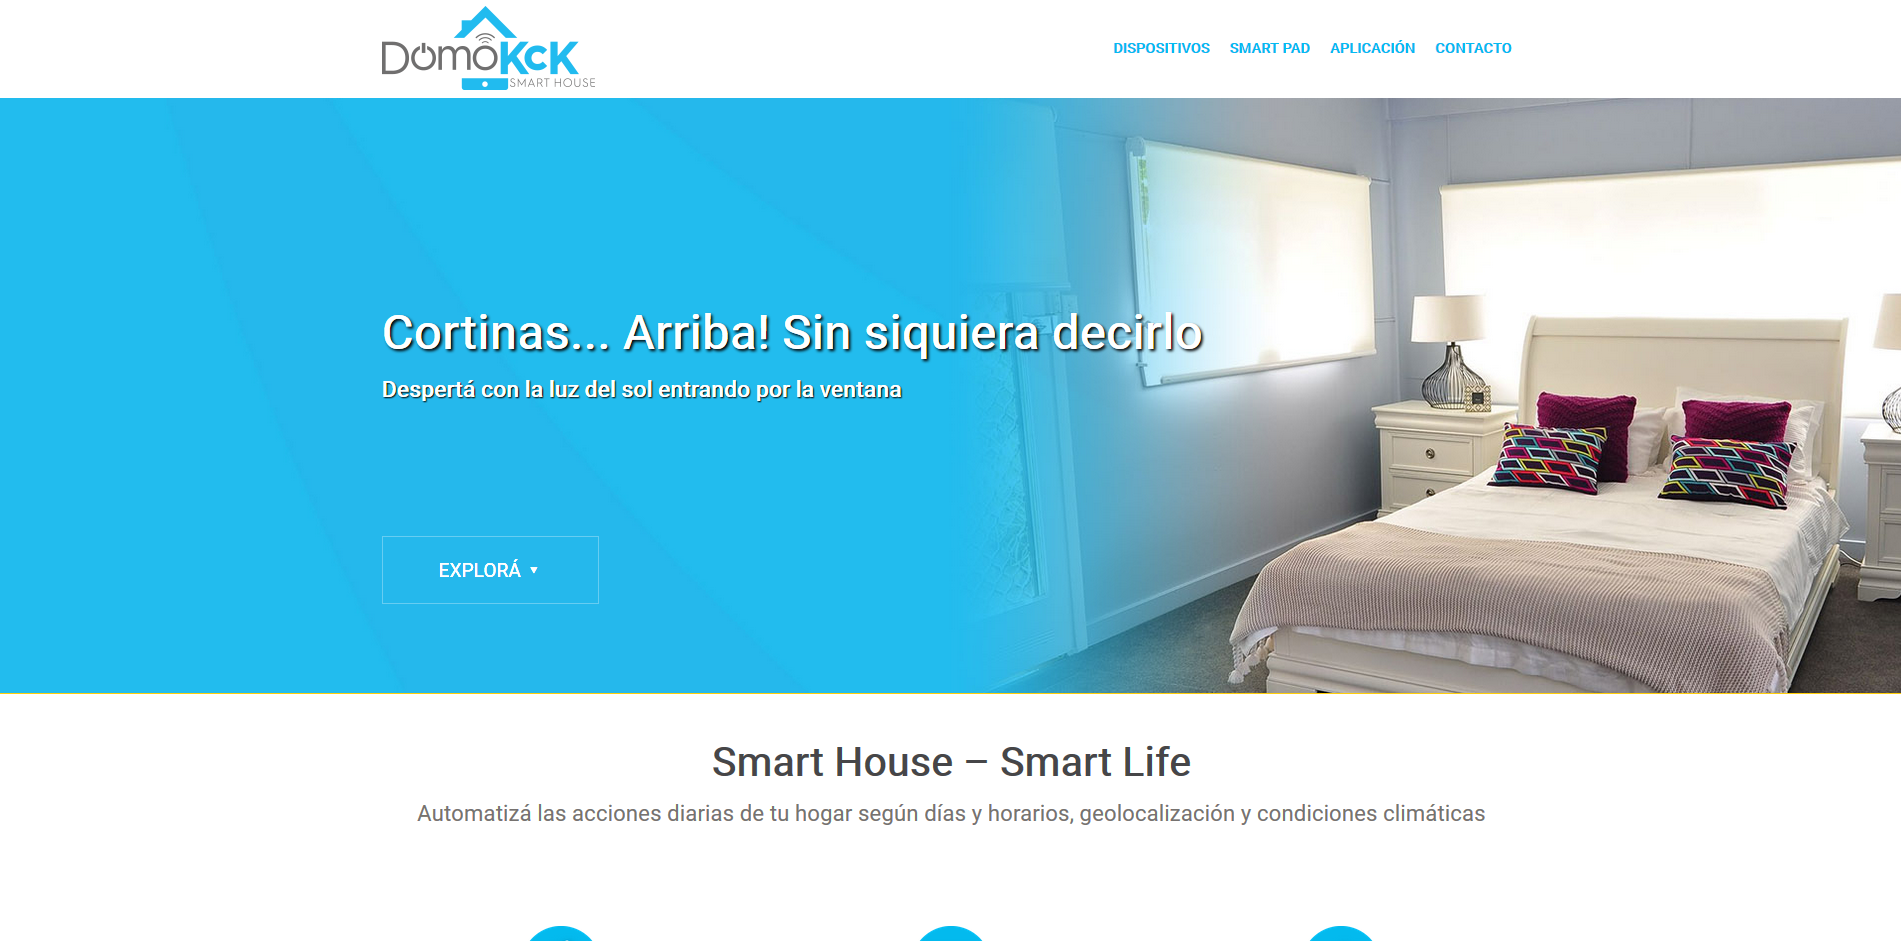 DomoKcK
SMART HOUSE
DISPOSITIVOS SMART PAD APLICACIÓN CONTACTO
Cortinas... Arriba! Sin siquiera decirlo
Despertá con la luz del sol entrando por la ventana
EXPLORÁ ▾
Smart House – Smart Life
Automatizá las acciones diarias de tu hogar según días y horarios, geolocalización y condiciones climáticas